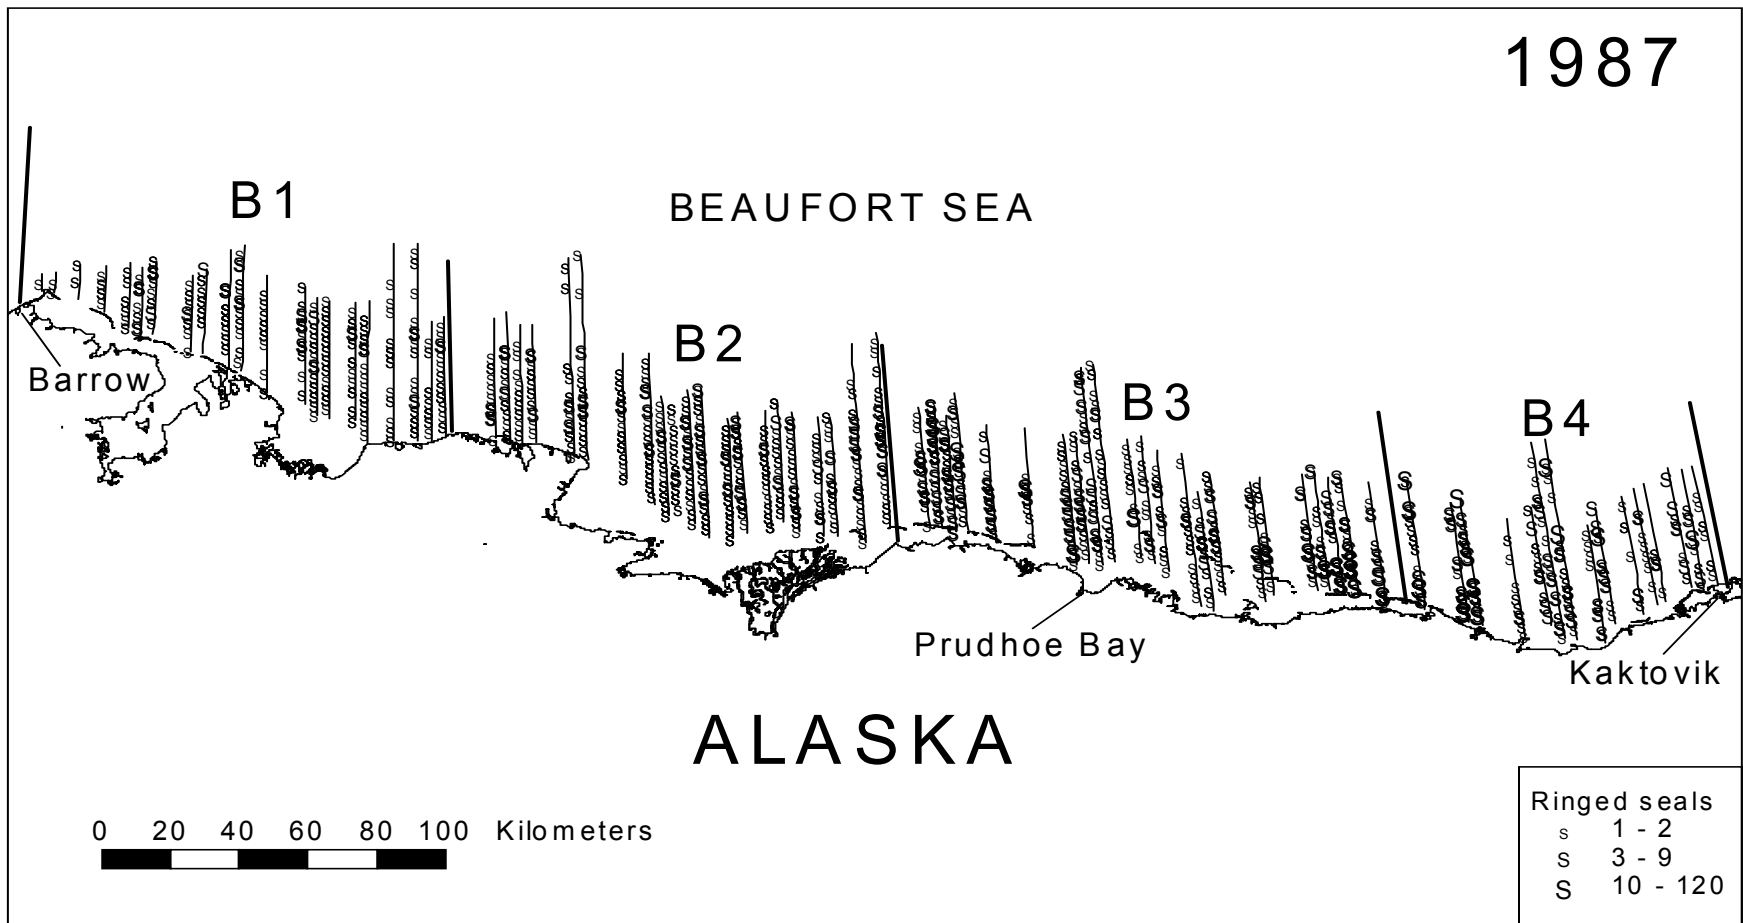 1987
B1
BEAUFORT SEA
B2
B3
B4
Barrow
Prudhoe Bay
Kaktovik
ALASKA
0 20 40 60 80 100 Kilometers
Ringed seals
s 1 - 2
s 3 - 9
s 10 - 120